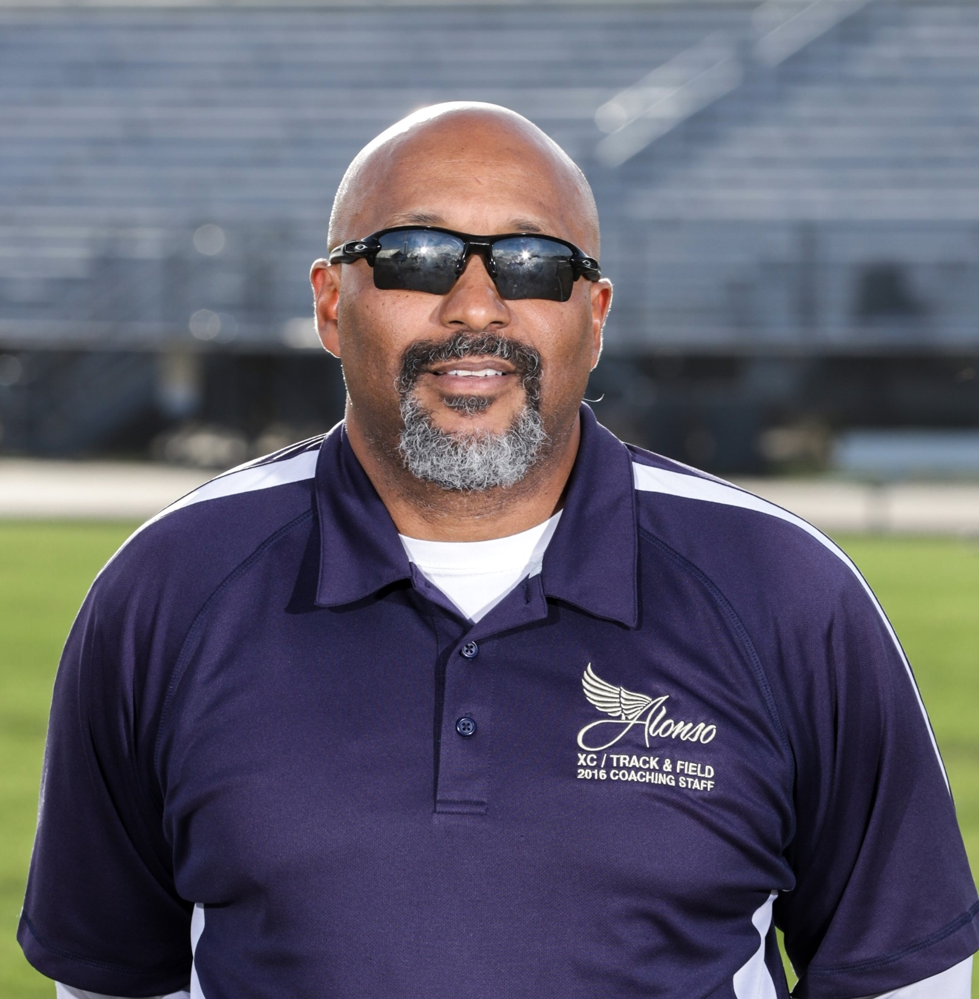 Alonso
XC / TRACK & FIELD
2016 COACHING STAFF